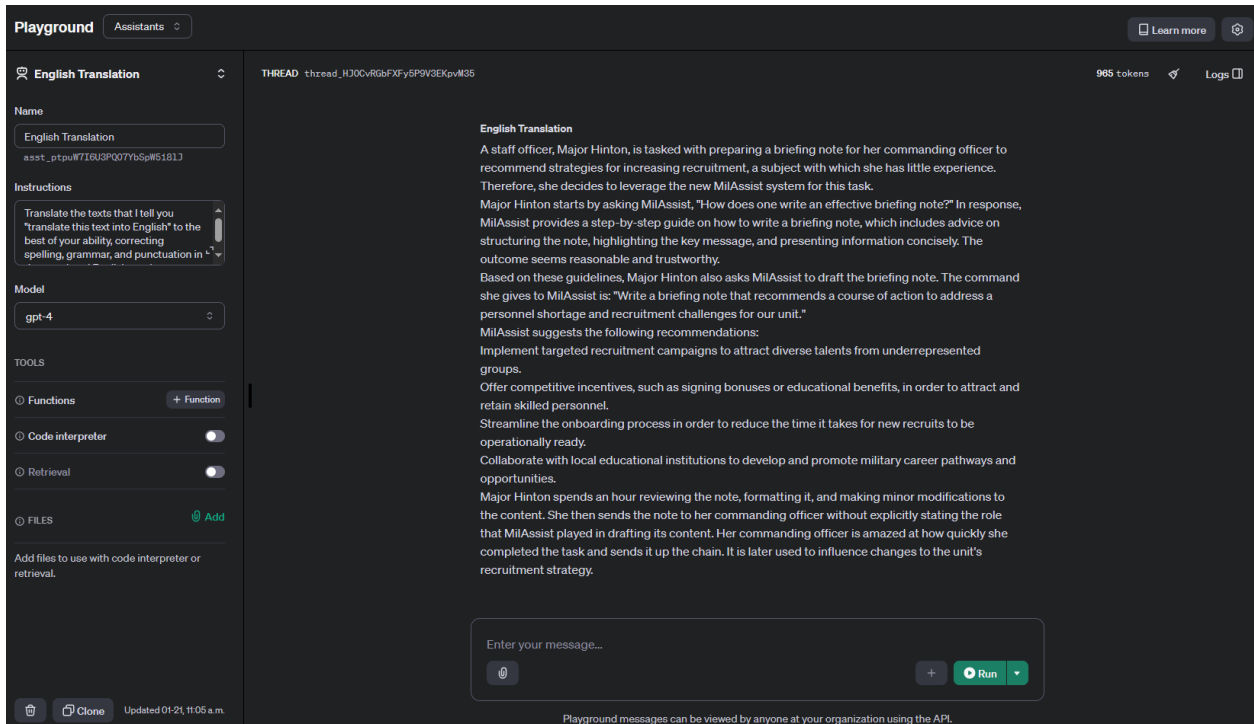 Playground
Assistants
Learn more
English Translation
THREAD thread_HJOCvRGbFXFy5P9V3EKpvM35
965 tokens
Logs
Name
English Translation
asst_ptpuW7I6U3PQO7YbSpW518lJ
Instructions
Translate the texts that I tell you
"translate this text into English" to the
best of your ability, correcting
spelling, grammar, and punctuation in
Model
gpt-4
TOOLS
Functions
+ Function
Code interpreter
Retrieval
FILES
Add
Add files to use with code interpreter or
retrieval.
Clone
Updated 01-21, 11:05 a.m.
English Translation
A staff officer, Major Hinton, is tasked with preparing a briefing note for her commanding officer to
recommend strategies for increasing recruitment, a subject with which she has little experience.
Therefore, she decides to leverage the new MilAssist system for this task.
Major Hinton starts by asking MilAssist, "How does one write an effective briefing note?" In response,
MilAssist provides a step-by-step guide on how to write a briefing note, which includes advice on
structuring the note, highlighting the key message, and presenting information concisely. The
outcome seems reasonable and trustworthy.
Based on these guidelines, Major Hinton also asks MilAssist to draft the briefing note. The command
she gives to MilAssist is: "Write a briefing note that recommends a course of action to address a
personnel shortage and recruitment challenges for our unit."
MilAssist suggests the following recommendations:
Implement targeted recruitment campaigns to attract diverse talents from underrepresented
groups.
Offer competitive incentives, such as signing bonuses or educational benefits, in order to attract and
retain skilled personnel.
Streamline the onboarding process in order to reduce the time it takes for new recruits to be
operationally ready.
Collaborate with local educational institutions to develop and promote military career pathways and
opportunities.
Major Hinton spends an hour reviewing the note, formatting it, and making minor modifications to
the content. She then sends the note to her commanding officer without explicitly stating the role
that MilAssist played in drafting its content. Her commanding officer is amazed at how quickly she
completed the task and sends it up the chain. It is later used to influence changes to the unit's
recruitment strategy.
Enter your message...
Run
Playground messages can be viewed by anyone at your organization using the API.